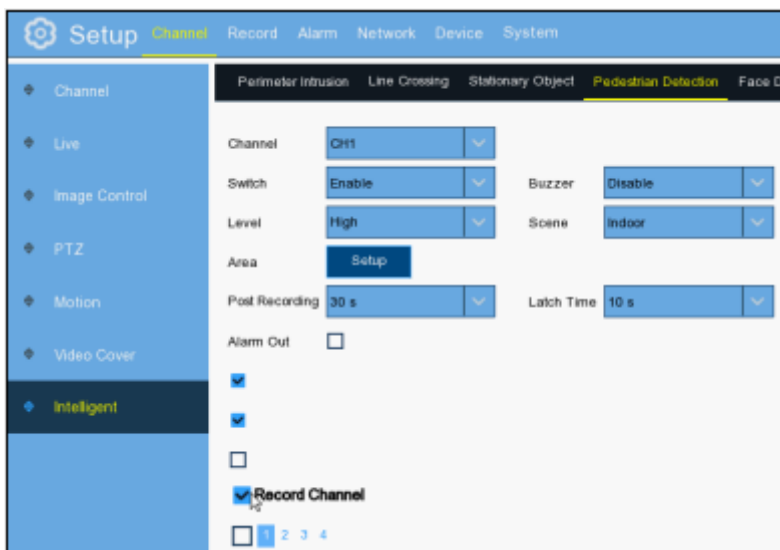 Setup Channel Record Alarm Network Device System
Perimeter Intrusion Line Crossing Stationary Object Pedestrian Detection Face D
Channel
Live
Image Control
PTZ
Motion
Video Cover
Intelligent
Channel CH1
Switch Enable Buzzer Disable
Level High Scene Indoor
Area Setup
Post Recording 30 s Latch Time 10 s
Alarm Out
Record Channel
1 2 3 4